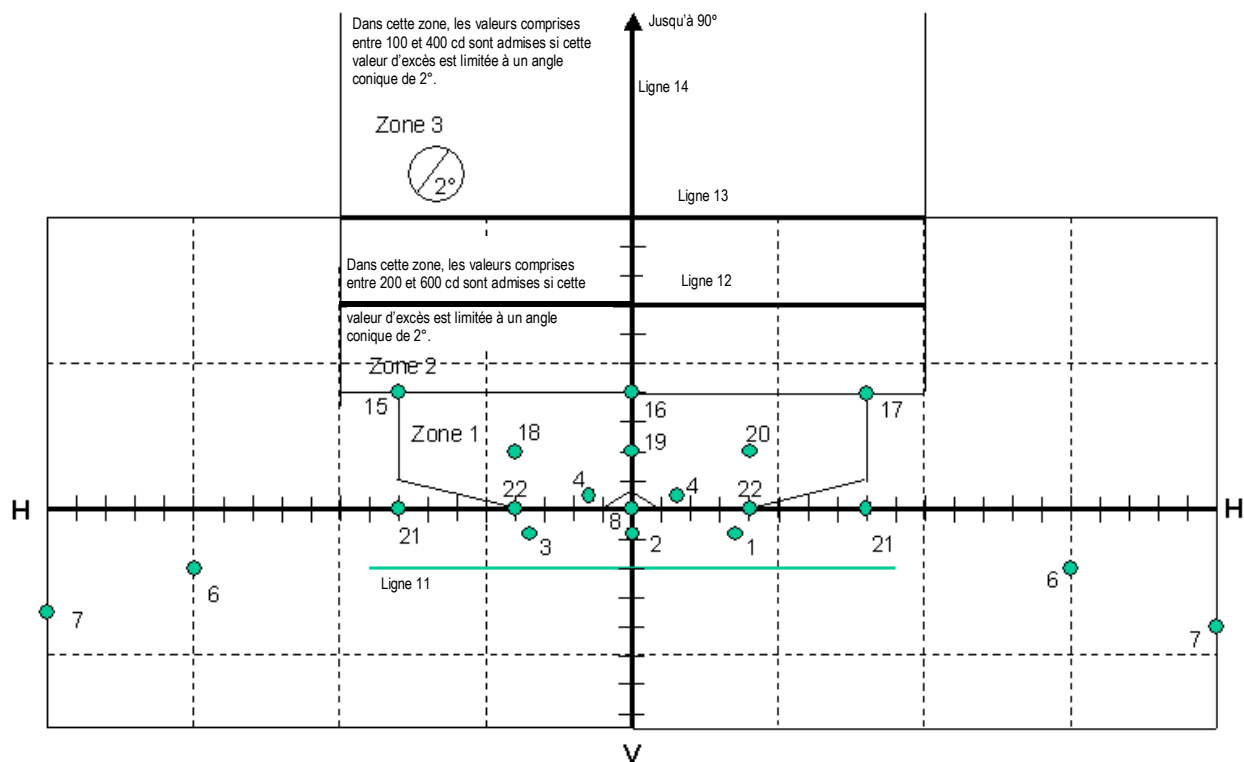 Dans cette zone, les valeurs comprises
entre 100 et 400 cd sont admises si cette
valeur d'excès est limitée à un angle
conique de 2°.
Jusqu'à 90º
Ligne 14
Zone 3
2°
Ligne 13
Dans cette zone, les valeurs comprises
entre 200 et 600 cd sont admises si cette
Ligne 12
valeur d'excès est limitée à un angle
conique de 2°.
Zone 2
15
16
17
Zone 1
18
19
20
4
4
22
22
H
8
H
21
3
2
1
21
Ligne 11
6
6
7
7
V